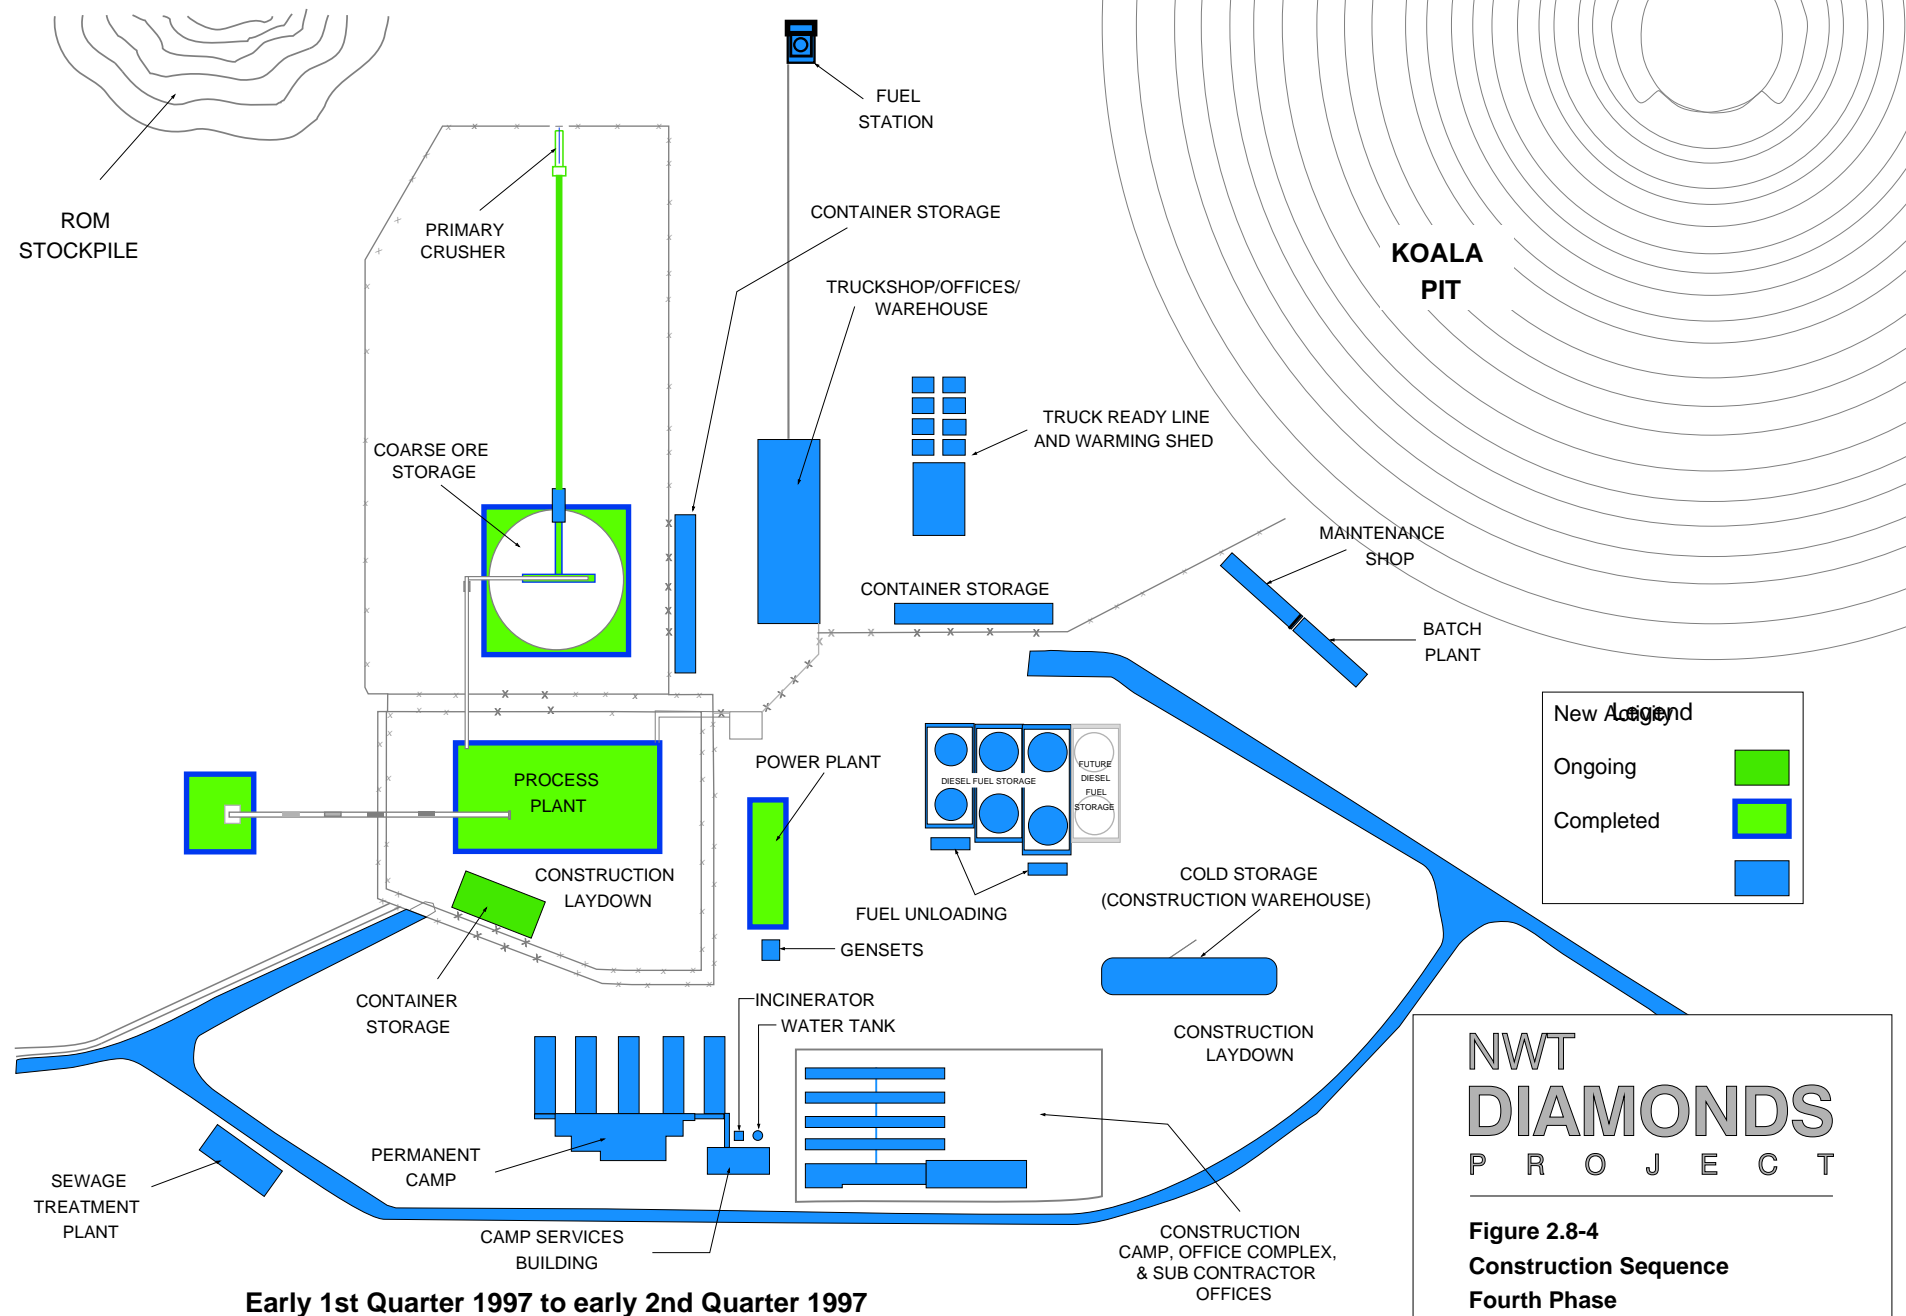 FUEL
STATION
ROM
STOCKPILE
PRIMARY
CRUSHER
CONTAINER STORAGE
TRUCKSHOP/OFFICES/
WAREHOUSE
KOALA
PIT
TRUCK READY LINE
AND WARMING SHED
COARSE ORE
STORAGE
MAINTENANCE
SHOP
CONTAINER STORAGE
BATCH
PLANT
Legend
New Activity
Ongoing
Completed
POWER PLANT
PROCESS
PLANT
DIESEL FUEL STORAGE
FUTURE
DIESEL
FUEL
STORAGE
CONSTRUCTION
LAYDOWN
FUEL UNLOADING
COLD STORAGE
(CONSTRUCTION WAREHOUSE)
GENSETS
CONTAINER
STORAGE
INCINERATOR
WATER TANK
CONSTRUCTION
LAYDOWN
PERMANENT
CAMP
SEWAGE
TREATMENT
PLANT
CAMP SERVICES
BUILDING
CONSTRUCTION
CAMP, OFFICE COMPLEX,
& SUB CONTRACTOR
OFFICES
NWT
DIAMONDS
PROJECT
Figure 2.8-4
Construction Sequence
Fourth Phase
Early 1st Quarter 1997 to early 2nd Quarter 1997